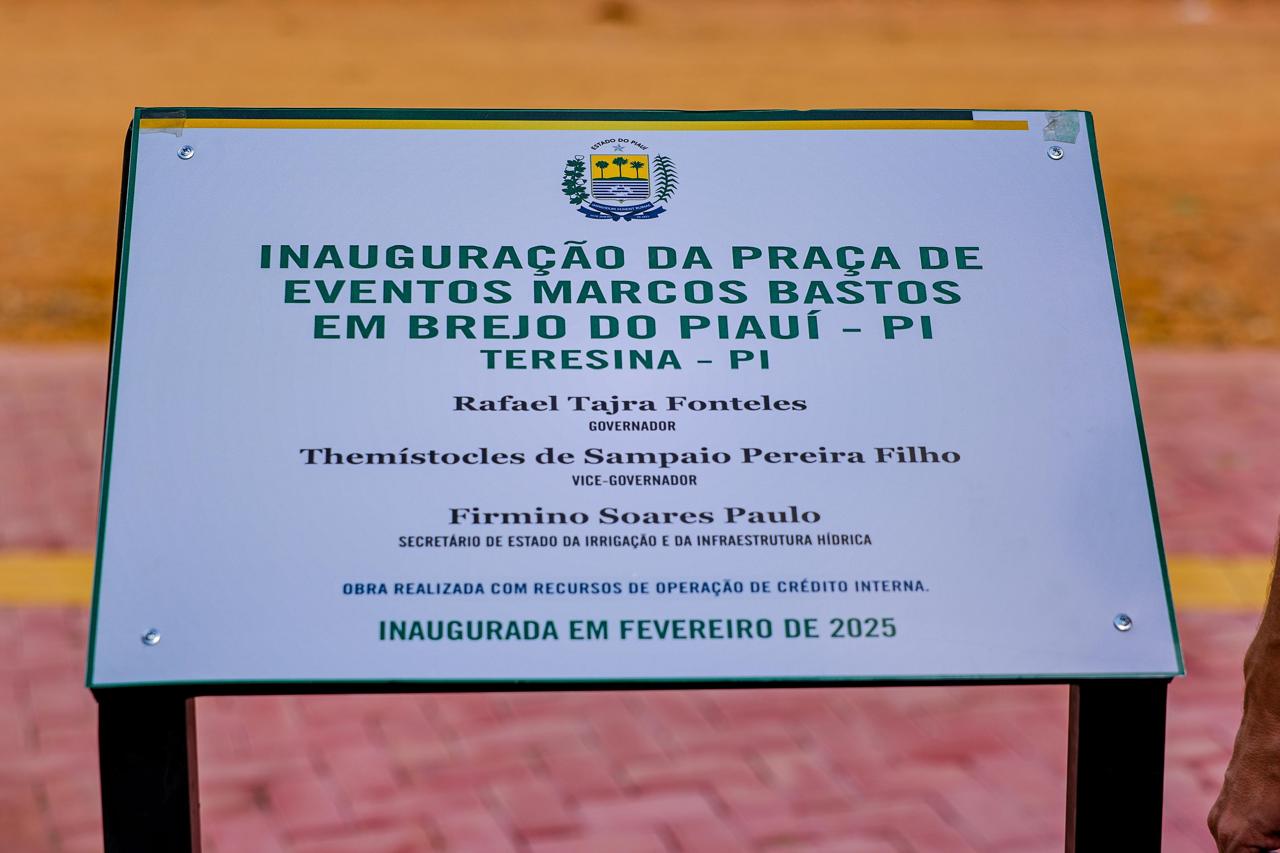 ESTADO DO PIAUÍ
INAUGURAÇÃO DA PRAÇA DE
EVENTOS MARCOS BASTOS
EM BREJO DO PIAUÍ - PI
TERESINA - PI
Rafael Tajra Fonteles
GOVERNADOR
Themístocles de Sampaio Pereira Filho
VICE-GOVERNADOR
Firmino Soares Paulo
SECRETÁRIO DE ESTADO DA IRRIGAÇÃO E DA INFRAESTRUTURA HÍDRICA
OBRA REALIZADA COM RECURSOS DE OPERAÇÃO DE CRÉDITO INTERNA.
INAUGURADA EM FEVEREIRO DE 2025